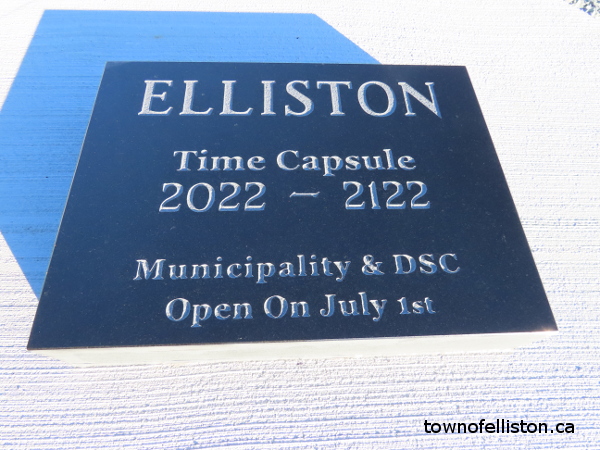 ELLISTON
Time Capsule
2022 – 2122
Municipality & DSC
Open On July 1st
townofelliston.ca